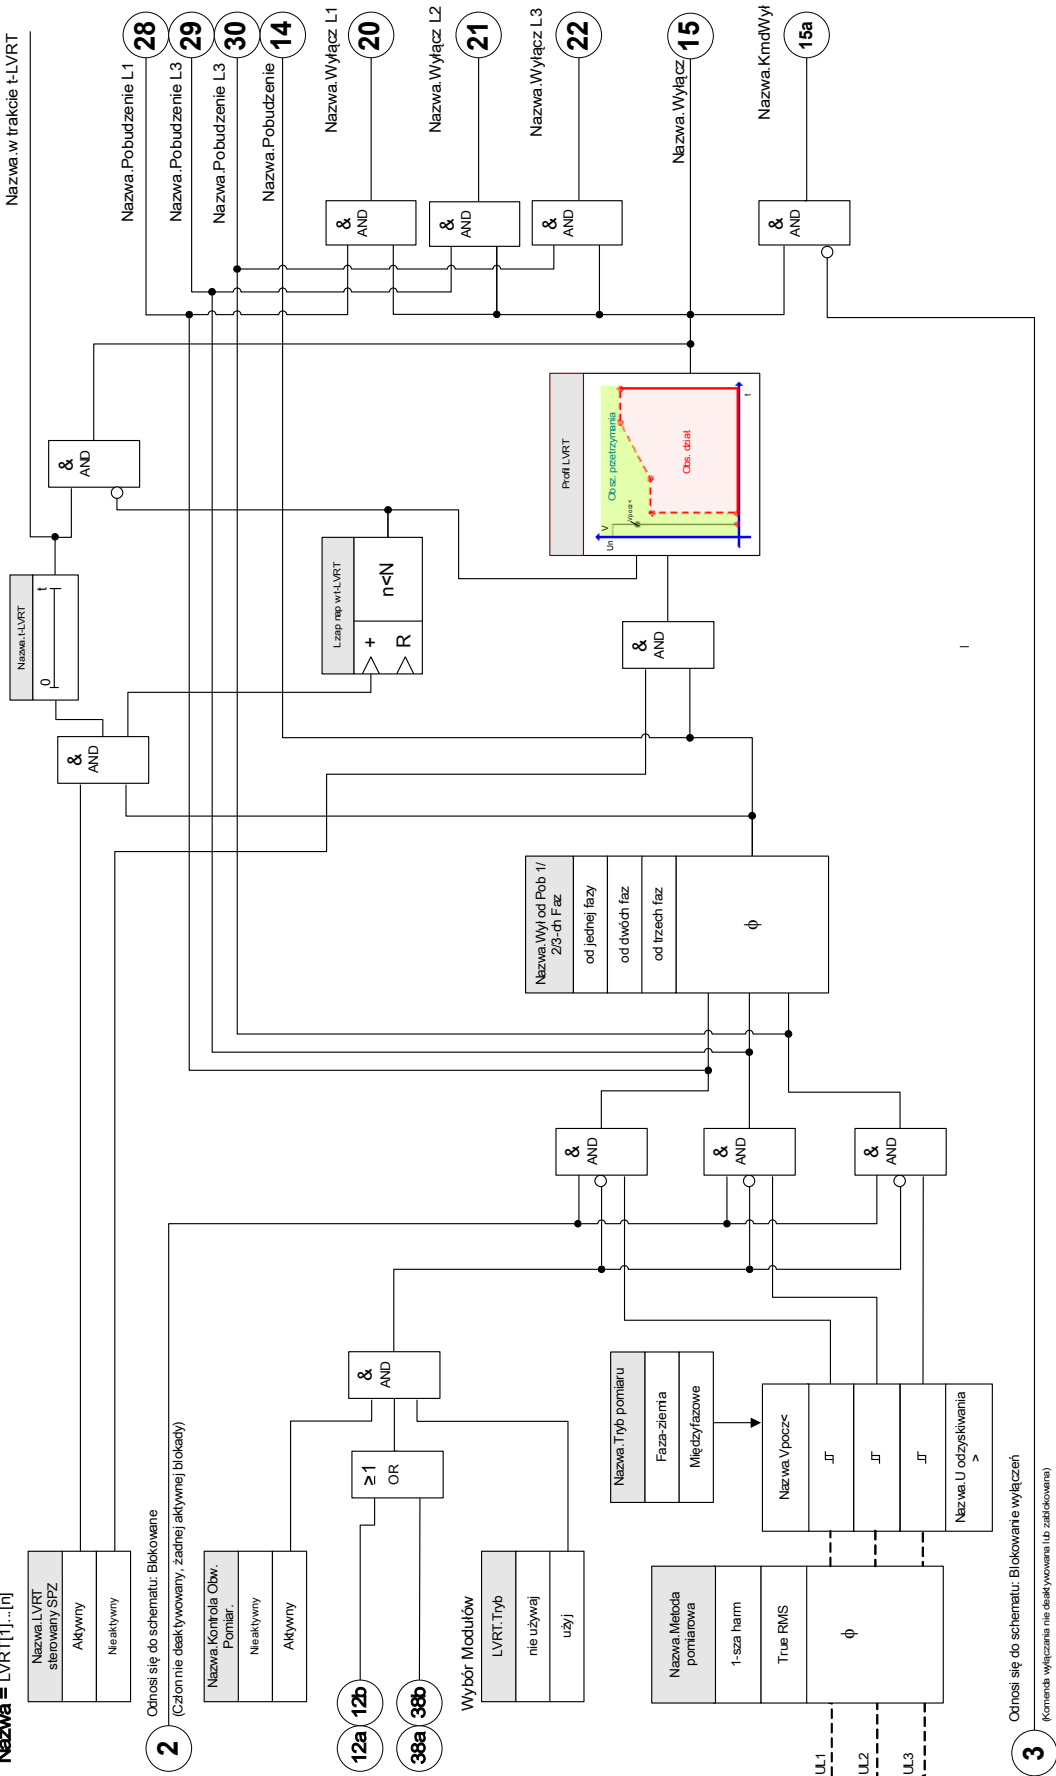 Nazwa = LVRT[1]...[n]
Nazwa.LVRT
sterowany SPZ
Aktywny
Nieaktywny
2
Odnosi się do schematu: Blokowane
(Człon nie deaktywowany, żadnej aktywnej blokady)
Nazwa.Kontrola Obw.
Pomiar.
Nieaktywny
Aktywny
12a
12b
38a
38b
≥1
OR
&
AND
Wybór Modułów
LVRT.Tryb
nie używaj
użyj
Nazwa.Metoda
pomiarowa
1-sza harm
True RMS
ϕ
UL1
UL2
UL3
Nazwa.Tryb pomiaru
Faza-ziemia
Międzyfazowe
Nazwa.Vpocz<
Nazwa.U odzyskiwania
>
3
Odnosi się do schematu: Blokowanie wyłączeń
(Komenda wyłączania nie deaktywowana lub zablokowana)
&
AND
&
AND
&
AND
Nazwa.Wył od Pob 1/
2/3-ch Faz
od jednej fazy
od dwóch faz
od trzech faz
ϕ
&
AND
Nazwa.t-LVRT
0
t
L.zap nap w t-LVRT
+
R
n<N
&
AND
&
AND
Profil LVRT
Obsz. przetrzymania
Obs. dział.
Un
V
Vpocz<
t
&
AND
&
AND
&
AND
&
AND
Nazwa.w trakcie t-LVRT
Nazwa.Pobudzenie L1
28
Nazwa.Pobudzenie L3
29
Nazwa.Pobudzenie L3
30
Nazwa.Pobudzenie
14
Nazwa.Wyłącz L1
20
Nazwa.Wyłącz L2
21
Nazwa.Wyłącz L3
22
Nazwa.Wyłącz
15
Nazwa.KmdWył
15a